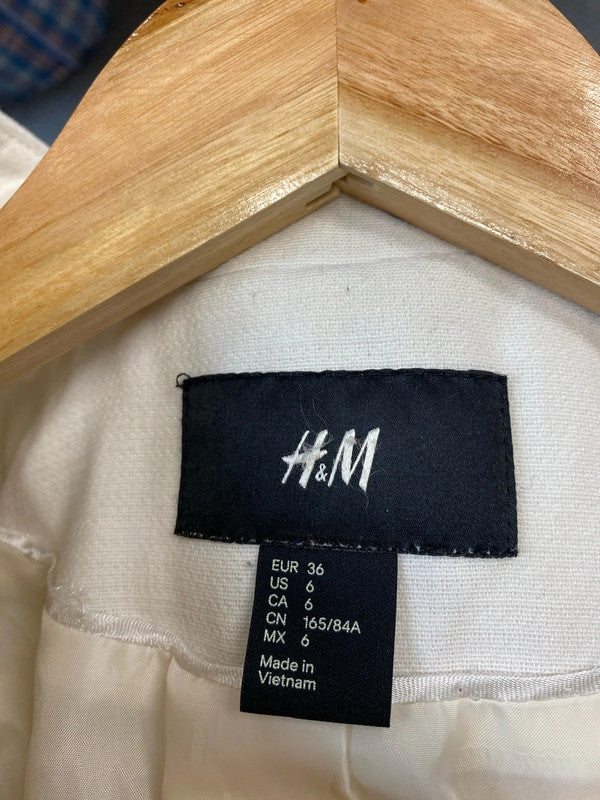 H&M
EUR 36
US 6
CA 6
CN 165/84A
MX 6
Made in
Vietnam